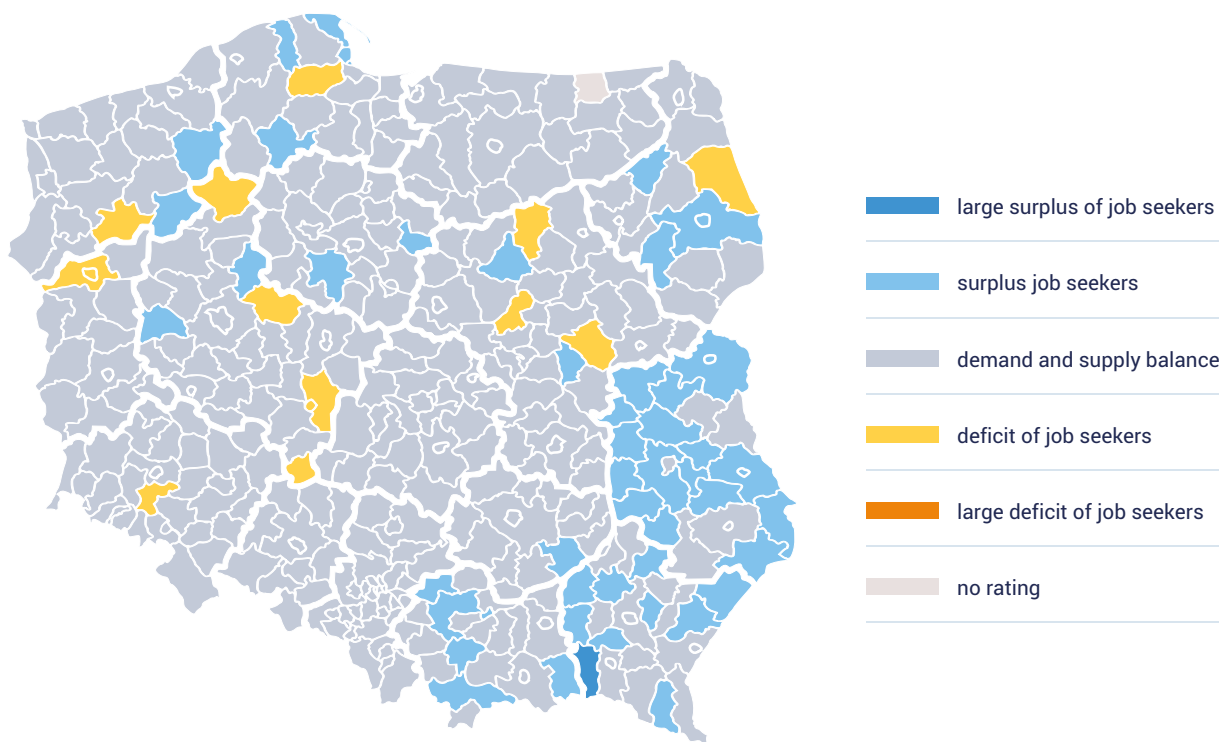 large surplus of job seekers
surplus job seekers
demand and supply balance
deficit of job seekers
large deficit of job seekers
no rating